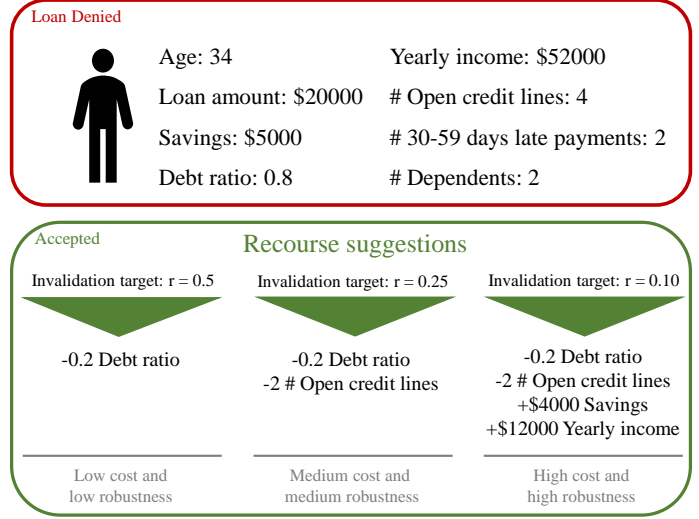 Loan Denied
Age: 34
Yearly income: $52000
Loan amount: $20000
# Open credit lines: 4
Savings: $5000
# 30-59 days late payments: 2
Debt ratio: 0.8
# Dependents: 2
Accepted
Recourse suggestions
Invalidation target: r = 0.5
-0.2 Debt ratio
Low cost and
low robustness
Invalidation target: r = 0.25
-0.2 Debt ratio
-2 # Open credit lines
Medium cost and
medium robustness
Invalidation target: r = 0.10
-0.2 Debt ratio
-2 # Open credit lines
+$4000 Savings
+$12000 Yearly income
High cost and
high robustness